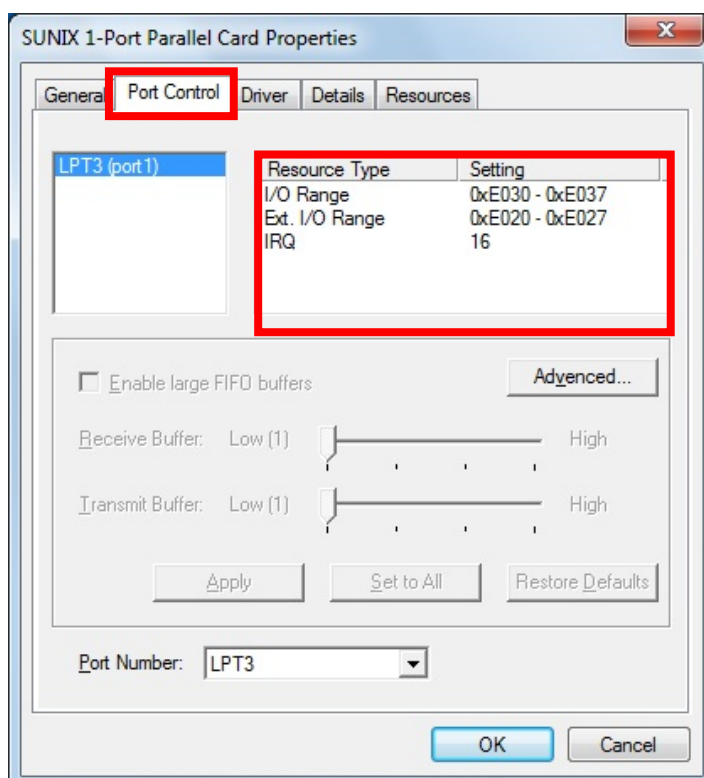 SUNIX 1-Port Parallel Card Properties
General Port Control Driver Details Resources
LPT3 (port1)
Resource Type Setting
I/O Range 0xE030 - 0xE037
Ext. I/O Range 0xE020 - 0xE027
IRQ 16
Enable large FIFO buffers
Advenced...
Receive Buffer: Low (1) High
Transmit Buffer: Low (1) High
Apply Set to All Restore Defaults
Port Number: LPT3
OK Cancel